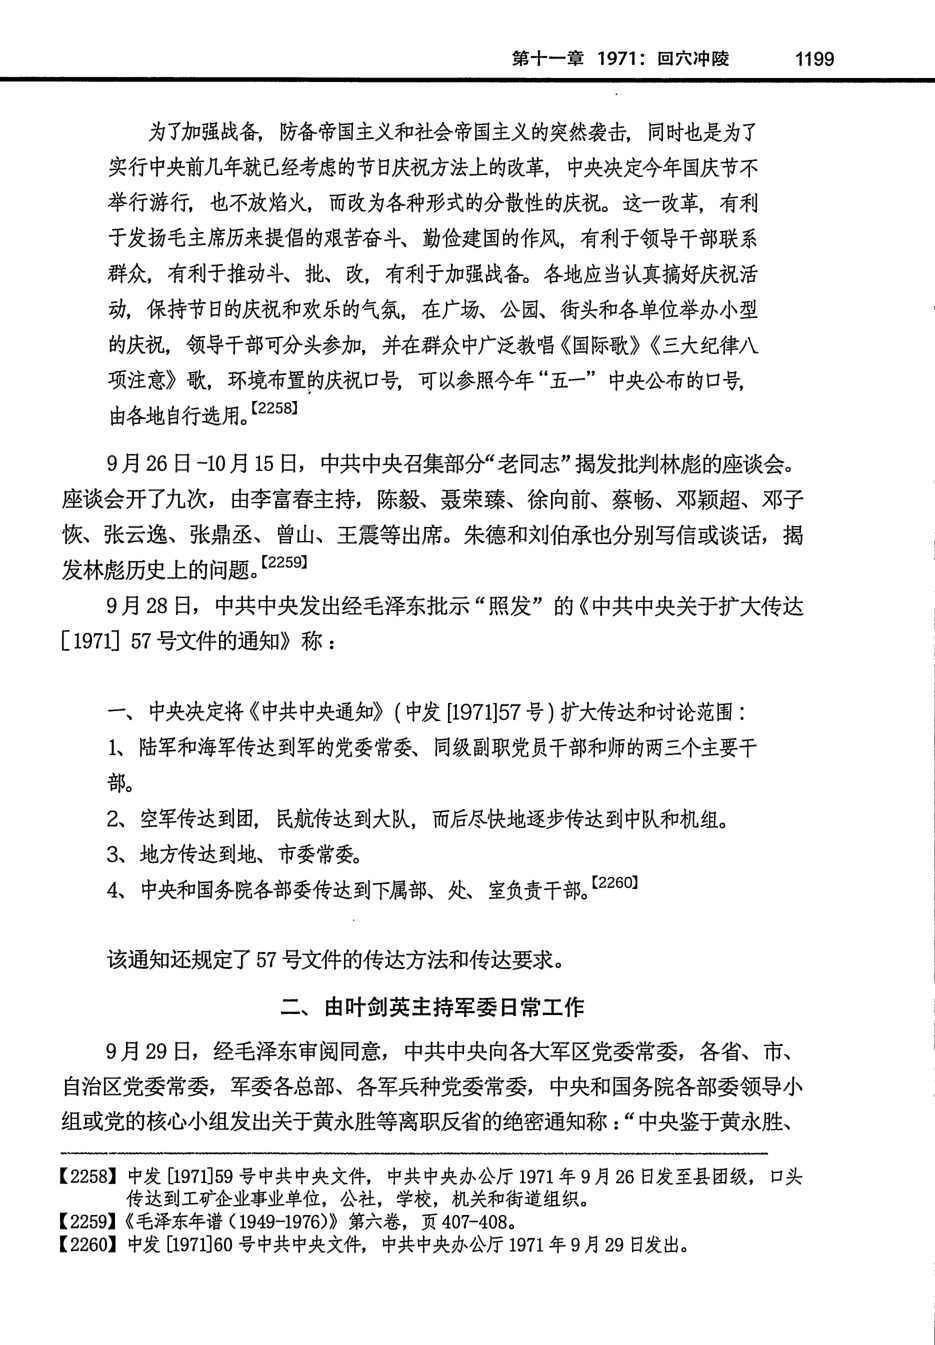 第十一章 1971：回穴冲陵 1199
为了加强战备，防备帝国主义和社会帝国主义的突然袭击，同时也是为了
实行中央前几年就已经考虑的节日庆祝方法上的改革，中央决定今年国庆节不
举行游行，也不放焰火，而改为各种形式的分散性的庆祝。这一改革，有利
于发扬毛主席历来提倡的艰苦奋斗、勤俭建国的作风，有利于领导干部联系
群众，有利于推动斗、批、改，有利于加强战备。各地应当认真搞好庆祝活
动，保持节日的庆祝和欢乐的气氛，在广场、公园、街头和各单位举办小型
的庆祝，领导干部可分头参加，并在群众中广泛教唱《国际歌》《三大纪律八
项注意》歌，环境布置的庆祝口号，可以参照今年“五一”中央公布的口号，
由各地自行选用。【2258】
9月26日-10月15日，中共中央召集部分“老同志”揭发批判林彪的座谈会。
座谈会开了九次，由李富春主持，陈毅、聂荣臻、徐向前、蔡畅、邓颖超、邓子
恢、张云逸、张鼎丞、曾山、王震等出席。朱德和刘伯承也分别写信或谈话，揭
发林彪历史上的问题。【2259】
9月28日，中共中央发出经毛泽东批示“照发”的《中共中央关于扩大传达
［1971］57号文件的通知》称：
一、中央决定将《中共中央通知》(中发[1971]57号)扩大传达和讨论范围：
1、陆军和海军传达到军的党委常委、同级副职党员干部和师的两三个主要干
部。
2、空军传达到团，民航传达到大队，而后尽快地逐步传达到中队和机组。
3、地方传达到地、市委常委。
4、中央和国务院各部委传达到下属部、处、室负责干部。【2260】
该通知还规定了57号文件的传达方法和传达要求。
二、由叶剑英主持军委日常工作
9月29日，经毛泽东审阅同意，中共中央向各大军区党委常委，各省、市、
自治区党委常委，军委各总部、各军兵种党委常委，中央和国务院各部委领导小
组或党的核心小组发出关于黄永胜等离职反省的绝密通知称：“中央鉴于黄永胜、
【2258】中发[1971]59号中共中央文件，中共中央办公厅1971年9月26日发至县团级，口头
传达到工矿企业事业单位，公社，学校，机关和街道组织。
【2259】《毛泽东年谱（1949-1976)》第六卷，页407-408。
【2260】中发[1971]60号中共中央文件，中共中央办公厅1971年9月29日发出。